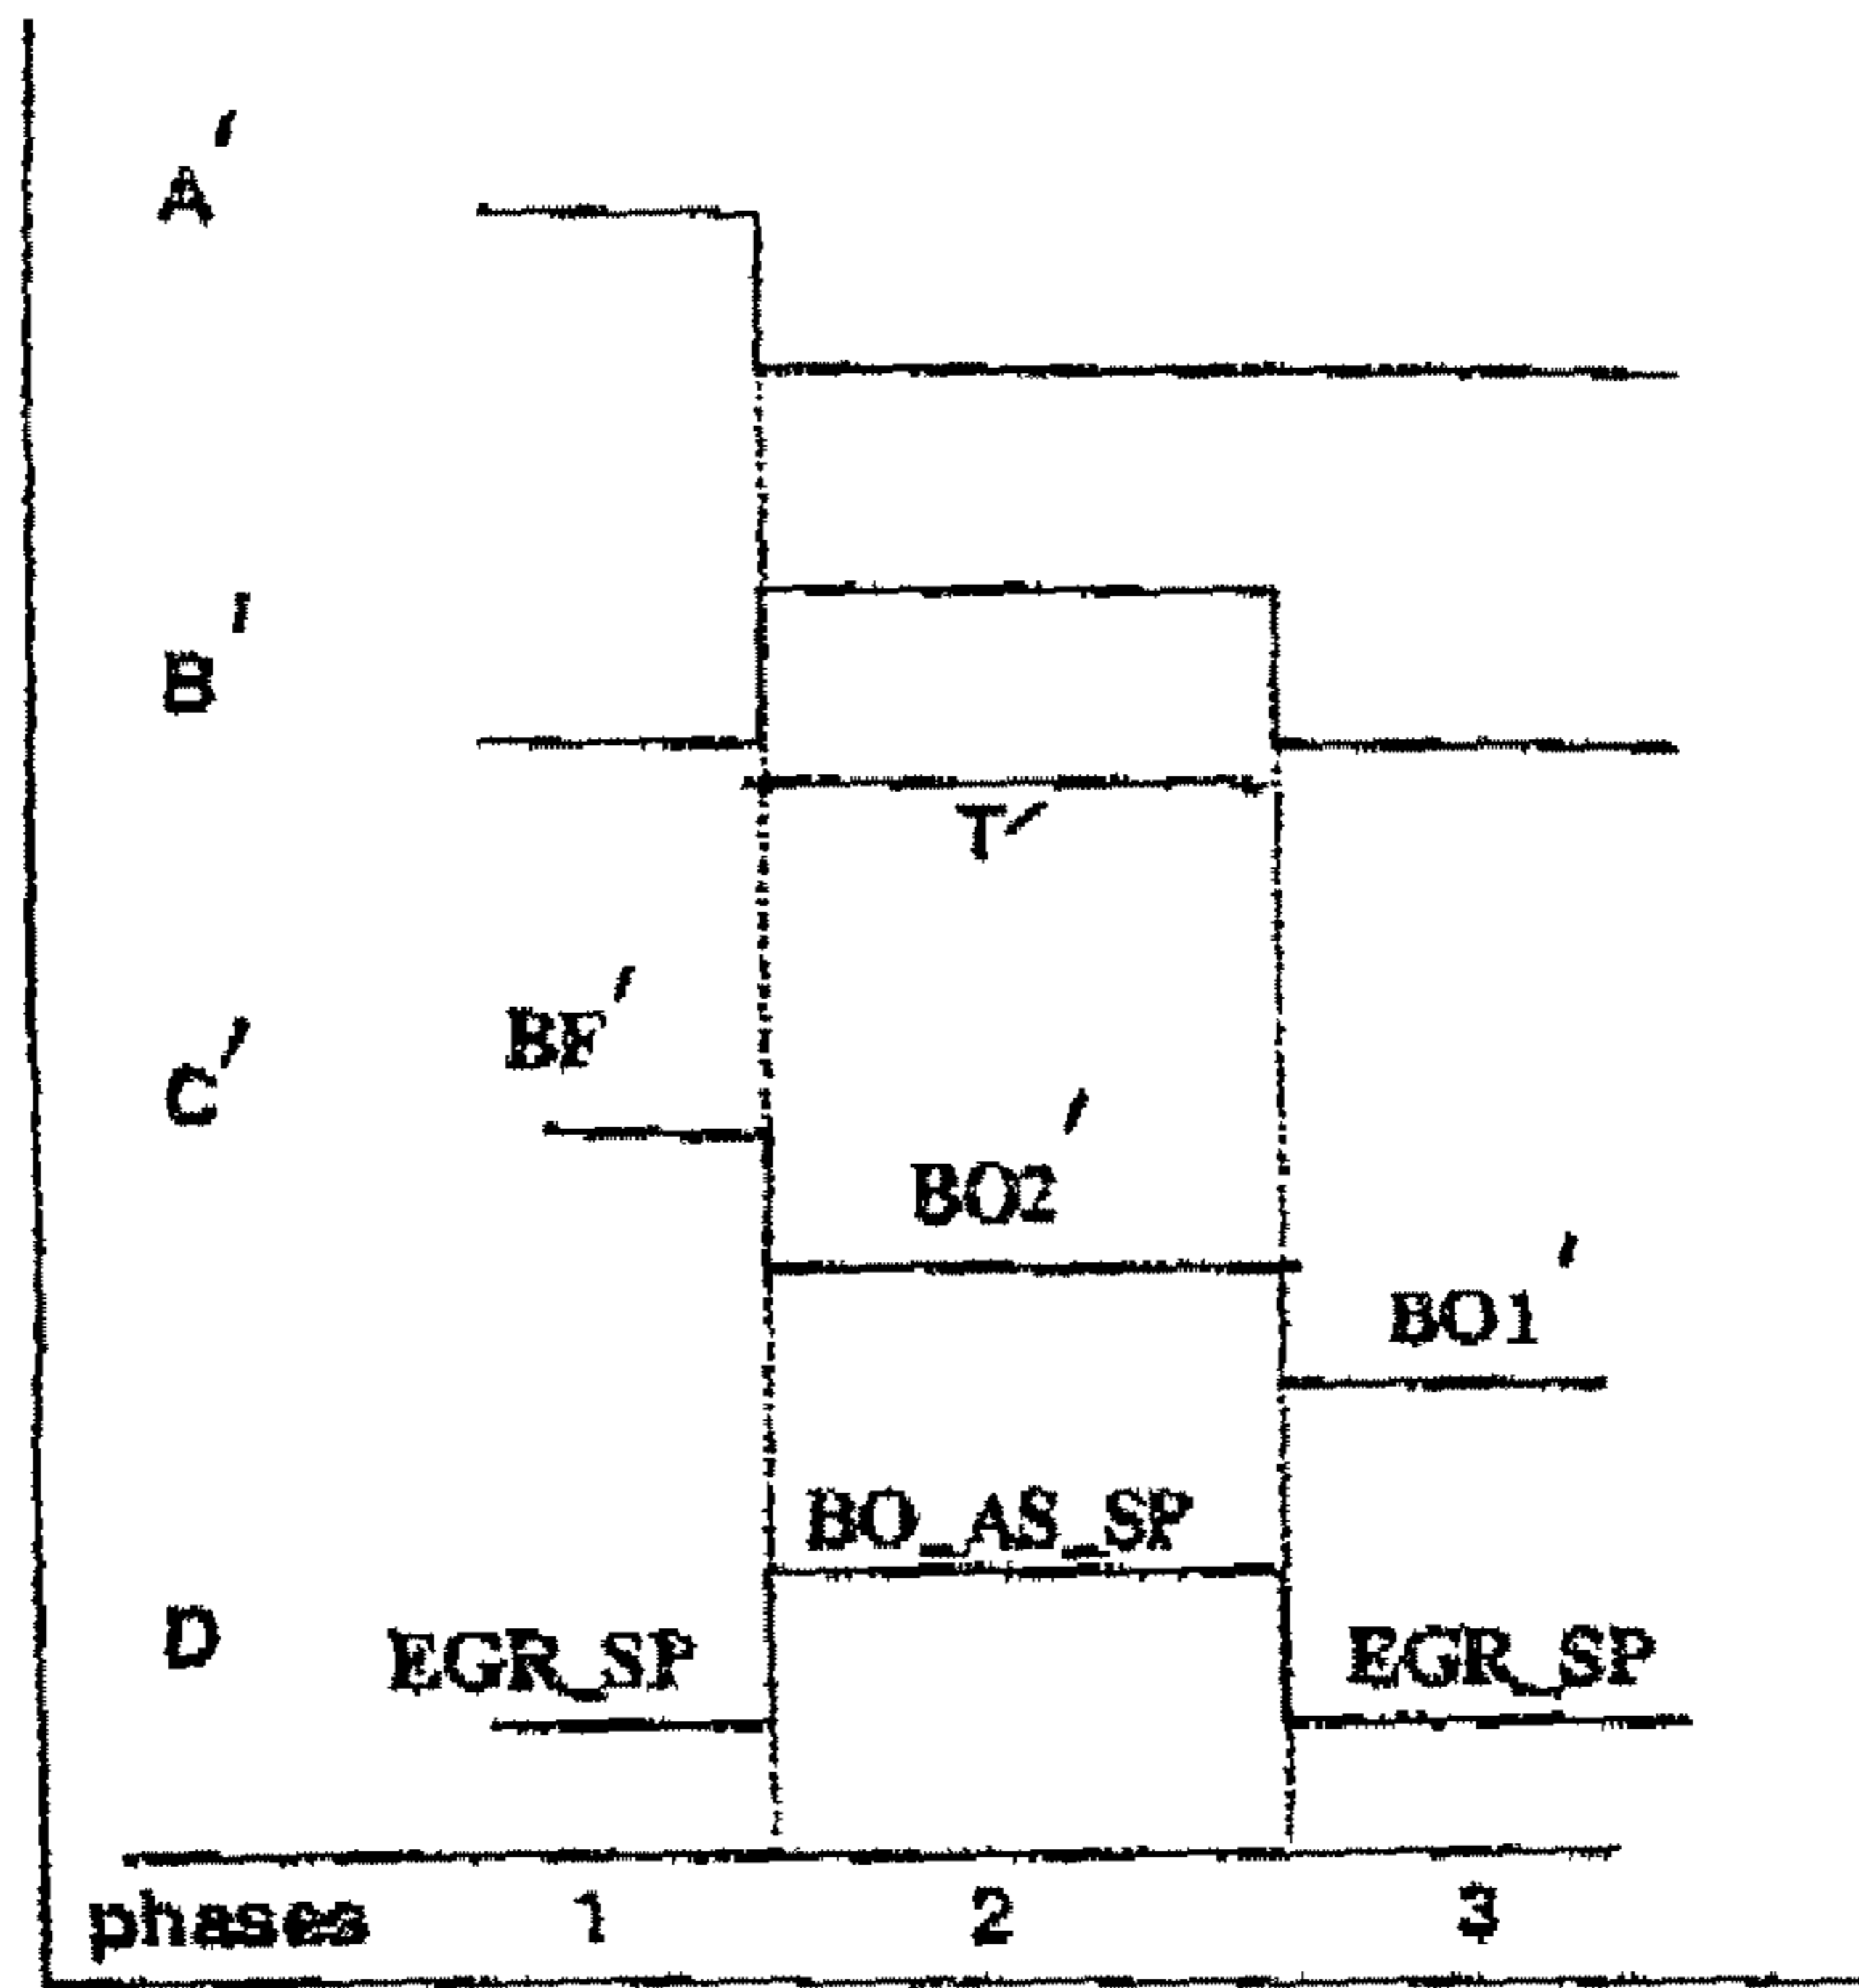 A′
B′
T′
BF′
C′
BO2′
BO1′
BO_AS_SP
D EGR_SP EGR_SP
phases 1 2 3